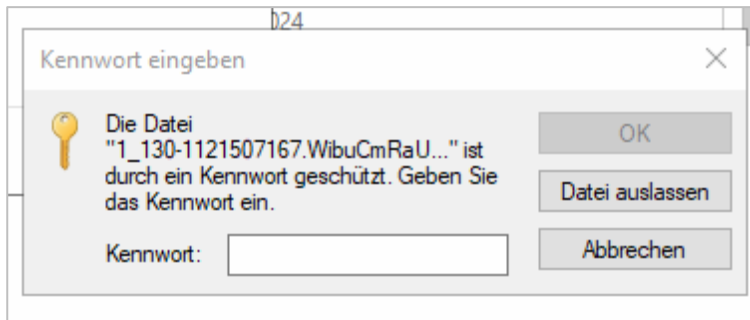 024
Kennwort eingeben
Die Datei
"1_130-1121507167.WibuCmRaU..." ist
durch ein Kennwort geschützt. Geben Sie
das Kennwort ein.
Kennwort:
OK
Datei auslassen
Abbrechen